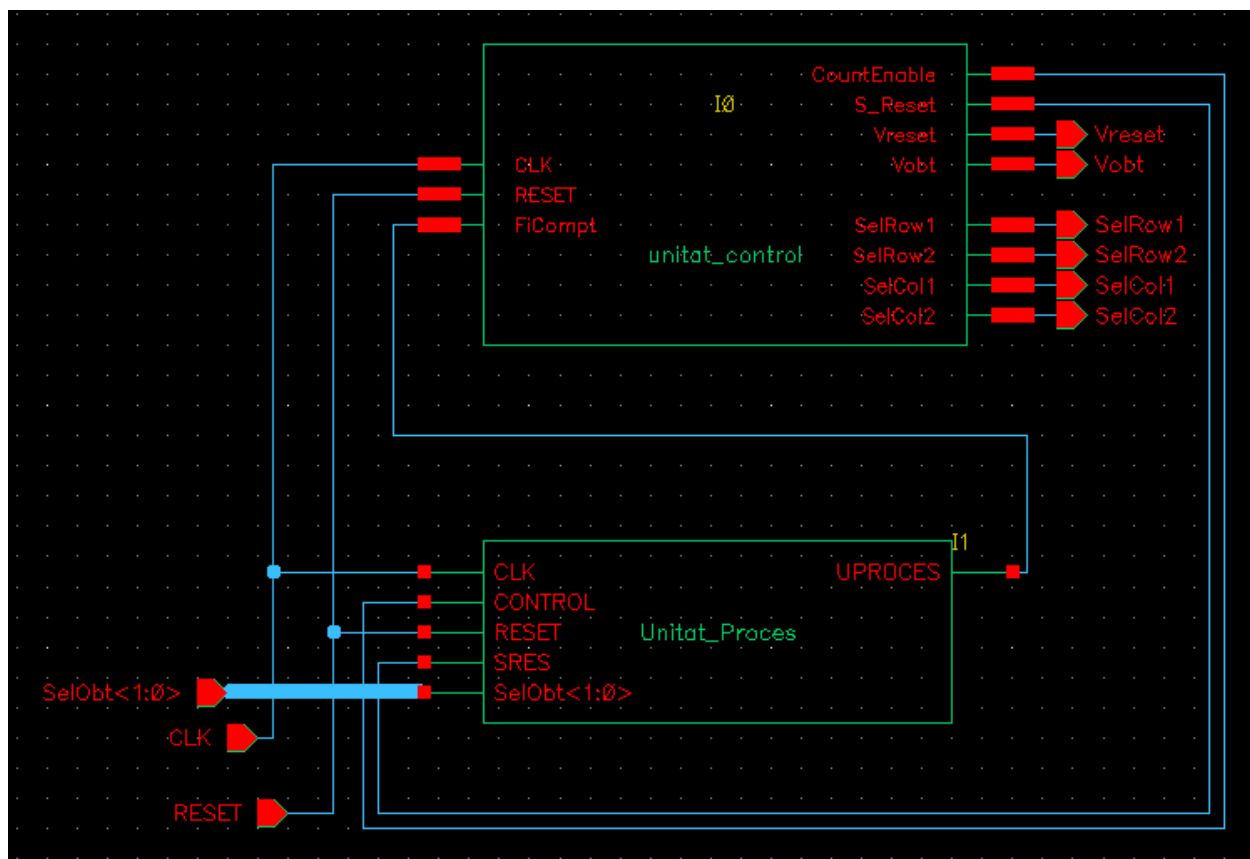 CountEnable
I0
S_Reset
Vreset
Vreset
CLK
Vobt
Vobt
RESET
FiCompt
SelRow1
SelRow1
unitat_control
SelRow2
SelRow2
SelCol1
SelCol1
SelCol2
SelCol2
I1
CLK
UPROCES
CONTROL
RESET
Unitat_Proces
SRES
SelObt<1:0>
SelObt<1:0>
CLK
RESET